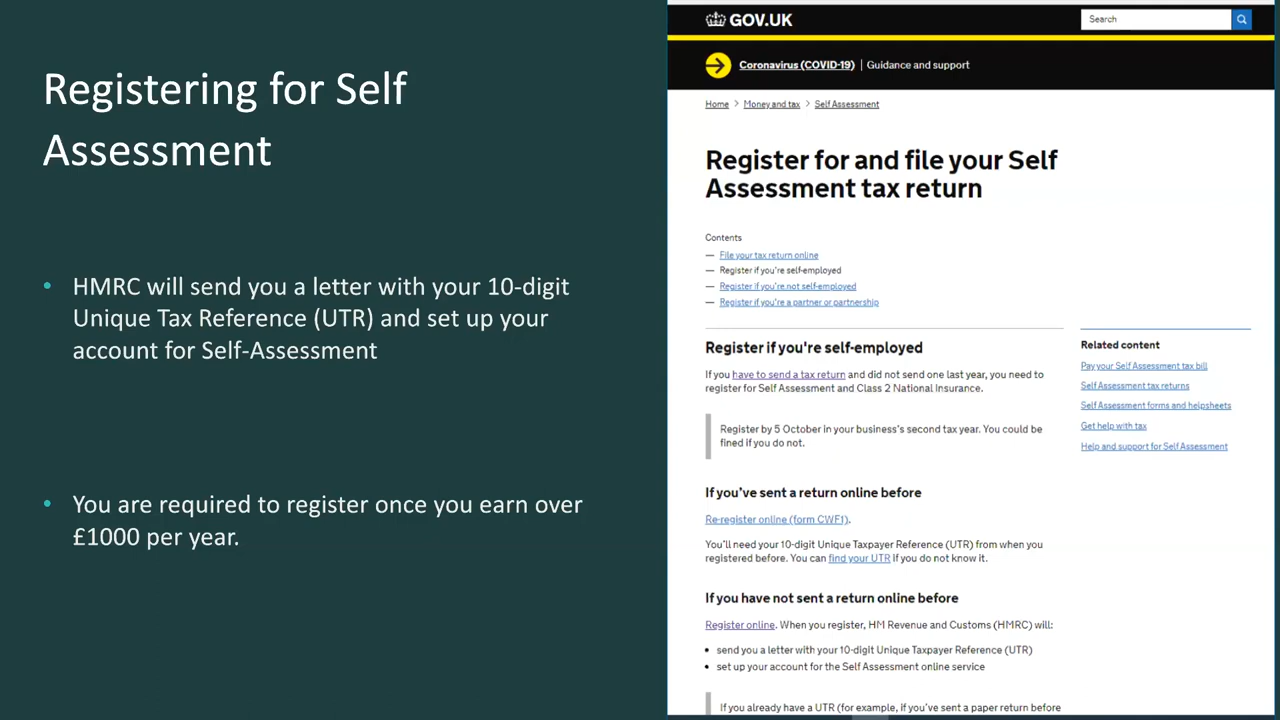 Registering for Self
Assessment
• HMRC will send you a letter with your 10-digit
Unique Tax Reference (UTR) and set up your
account for Self-Assessment
• You are required to register once you earn over
£1000 per year.
GOV.UK
Search
Coronavirus (COVID-19) | Guidance and support
Home > Money and tax > Self Assessment
Register for and file your Self
Assessment tax return
Contents
— File your tax return online
— Register if you're self-employed
— Register if you're not self-employed
— Register if you're a partner or partnership
Register if you're self-employed
If you have to send a tax return and did not send one last year, you need to
register for Self Assessment and Class 2 National Insurance.
Register by 5 October in your business's second tax year. You could be
fined if you do not.
If you've sent a return online before
Re-register online (form CWF1).
You'll need your 10-digit Unique Taxpayer Reference (UTR) from when you
registered before. You can find your UTR if you do not know it.
If you have not sent a return online before
Register online. When you register, HM Revenue and Customs (HMRC) will:
• send you a letter with your 10-digit Unique Taxpayer Reference (UTR)
• set up your account for the Self Assessment online service
If you already have a UTR (for example, if you've sent a paper return before
Related content
Pay your Self Assessment tax bill
Self Assessment tax returns
Self Assessment forms and helpsheets
Get help with tax
Help and support for Self Assessment